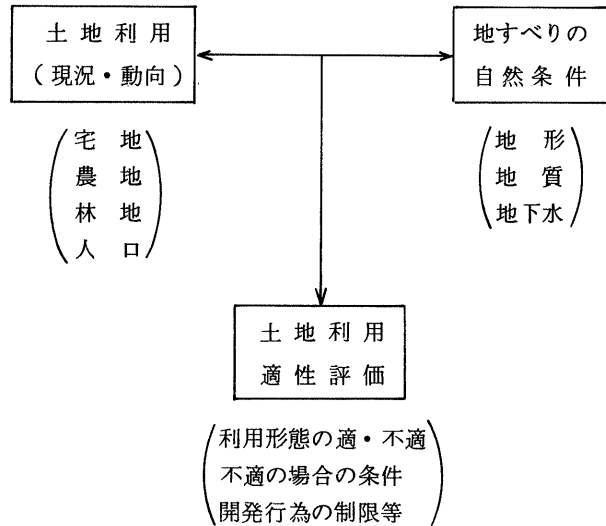 土地利用
（現況・動向）
宅地
農地
林地
人口
地すべりの
自然条件
地形
地質
地下水
土地利用
適性評価
利用形態の適・不適
不適の場合の条件
開発行為の制限等